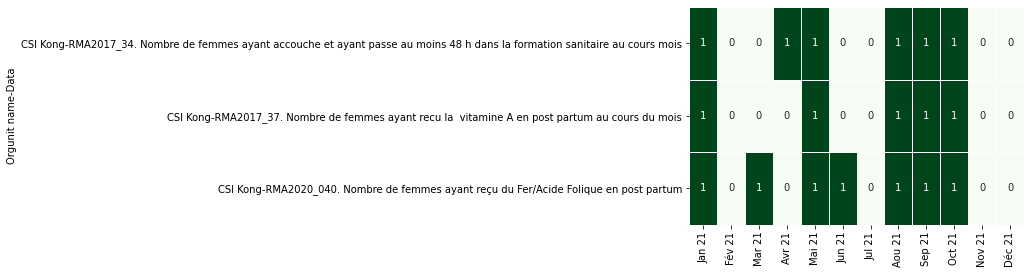 Orgunit name-Data
CSI Kong-RMA2017_34. Nombre de femmes ayant accouche et ayant passe au moins 48 h dans la formation sanitaire au cours mois
1 0 0 1 1 0 0 1 1 1 0 0
CSI Kong-RMA2017_37. Nombre de femmes ayant recu la  vitamine A en post partum au cours du mois
1 0 0 0 1 0 0 1 1 1 0 0
CSI Kong-RMA2020_040. Nombre de femmes ayant reçu du Fer/Acide Folique en post partum
1 0 1 0 1 1 0 1 1 1 0 0
Jan 21
Fév 21
Mar 21
Avr 21
Mai 21
Jun 21
Jul 21
Aou 21
Sep 21
Oct 21
Nov 21
Déc 21